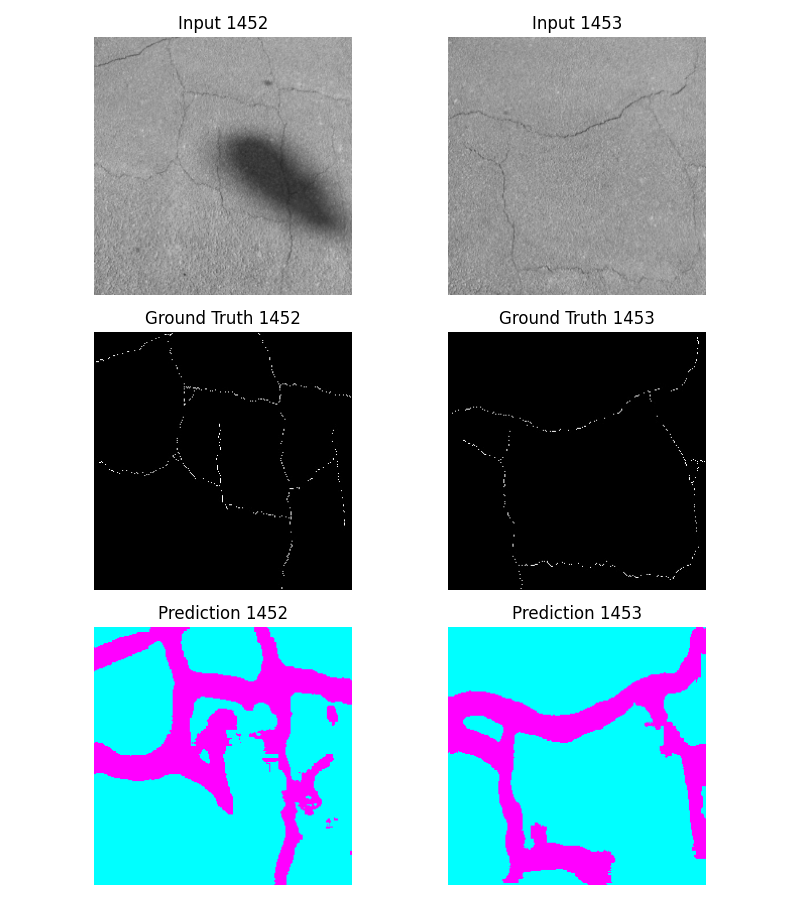 Input 1452
Input 1453
Ground Truth 1452
Ground Truth 1453
Prediction 1452
Prediction 1453